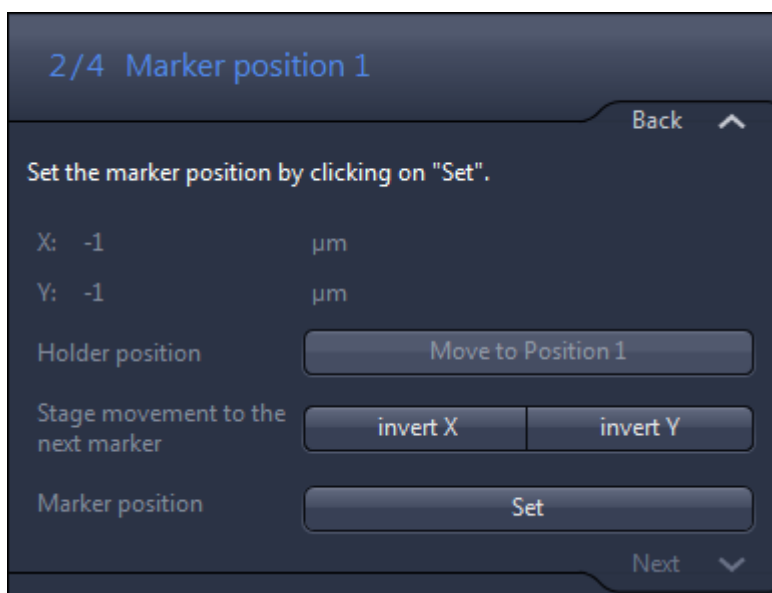 2/4 Marker position 1
Back
Set the marker position by clicking on "Set".
X: -1 µm
Y: -1 µm
Holder position Move to Position 1
Stage movement to the
next marker invert X invert Y
Marker position Set
Next